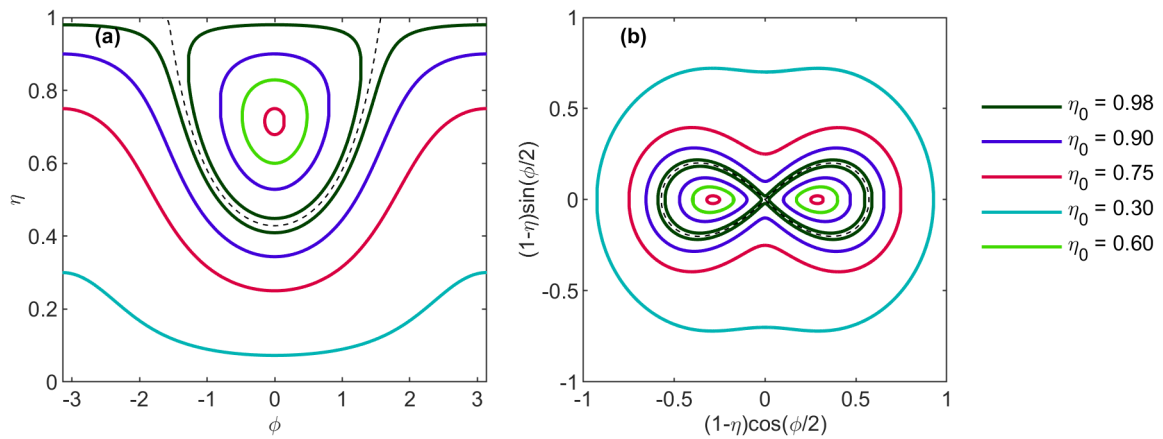 (a)
1
0.8
0.6
0.4
0.2
0
η
-3 -2 -1 0 1 2 3
ϕ
(b)
1
0.5
0
-0.5
-1
(1-η)sin(ϕ/2)
-1 -0.5 0 0.5 1
(1-η)cos(ϕ/2)
η0 = 0.98
η0 = 0.90
η0 = 0.75
η0 = 0.30
η0 = 0.60